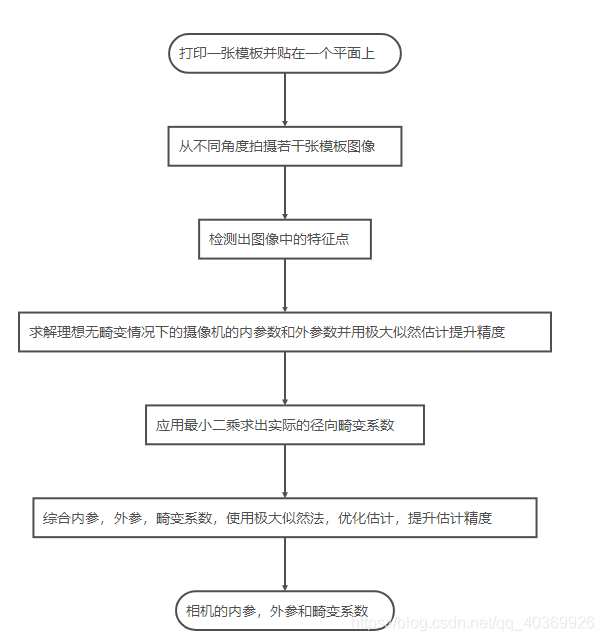 打印一张模板并贴在一个平面上
从不同角度拍摄若干张模板图像
检测出图像中的特征点
求解理想无畸变情况下的摄像机的内参数和外参数并用极大似然估计提升精度
应用最小二乘求出实际的径向畸变系数
综合内参，外参，畸变系数，使用极大似然法，优化估计，提升估计精度
相机的内参，外参和畸变系数
https://blog.csdn.net/qq_40369926